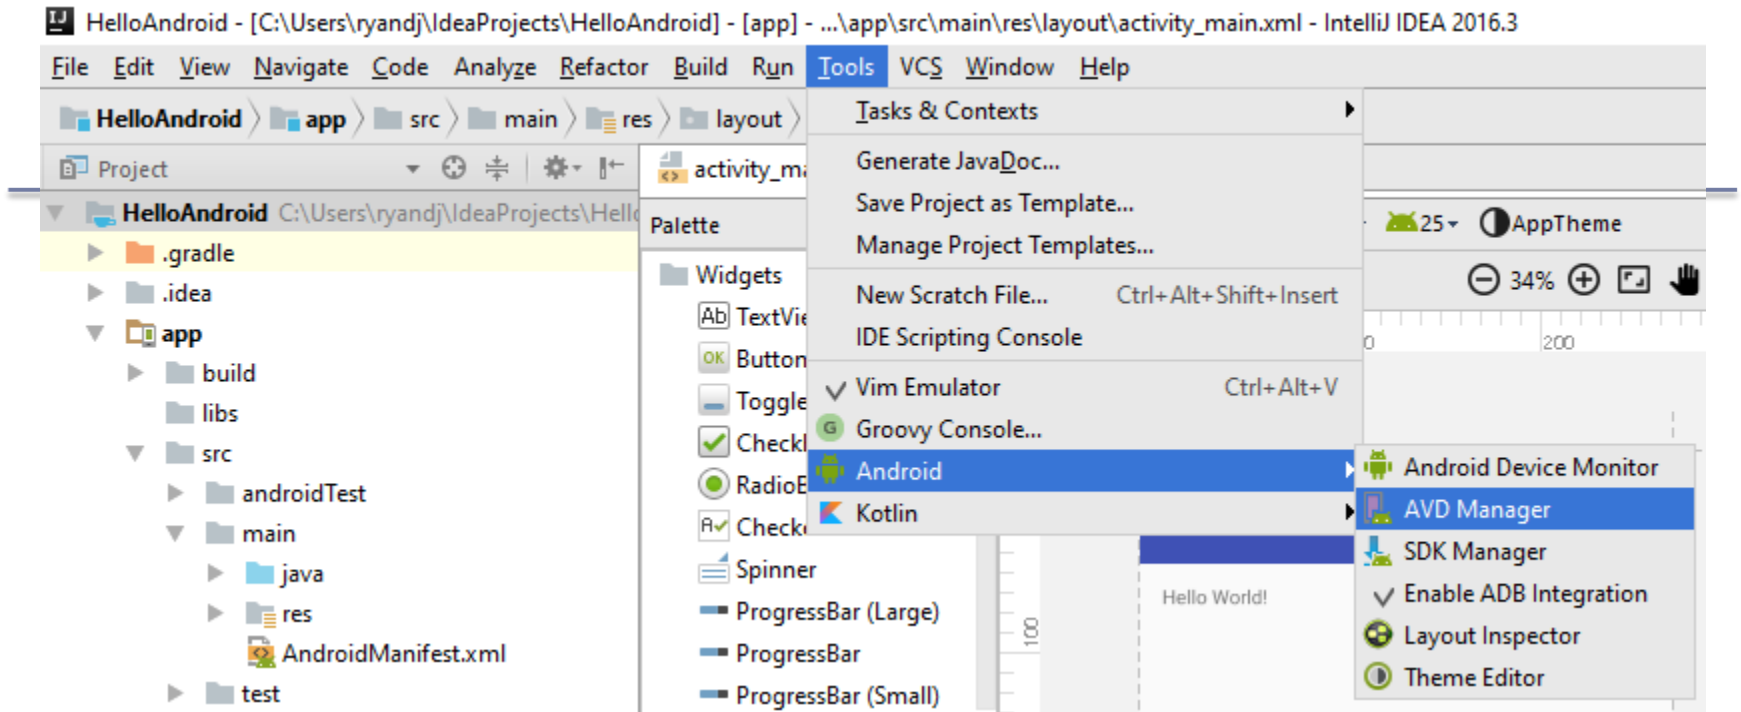 HelloAndroid - [C:\Users\ryandj\IdeaProjects\HelloAndroid] - [app] - ...\app\src\main\res\layout\activity_main.xml - IntelliJ IDEA 2016.3
File Edit View Navigate Code Analyze Refactor Build Run Tools VCS Window Help
HelloAndroid app src main res layout
Project
activity_ma
HelloAndroid C:\Users\ryandj\IdeaProjects\Hell
.gradle
.idea
app
build
libs
src
androidTest
main
java
res
AndroidManifest.xml
test
Palette
Widgets
Ab TextVie
OK Button
Toggle
Check
RadioB
Checke
Spinner
ProgressBar (Large)
ProgressBar
ProgressBar (Small)
Tasks & Contexts
Generate JavaDoc...
Save Project as Template...
Manage Project Templates...
New Scratch File... Ctrl+Alt+Shift+Insert
IDE Scripting Console
Vim Emulator Ctrl+Alt+V
G Groovy Console...
Android
Kotlin
Android Device Monitor
AVD Manager
SDK Manager
Enable ADB Integration
Layout Inspector
Theme Editor
25 AppTheme
34%
0 200
100
Hello World!